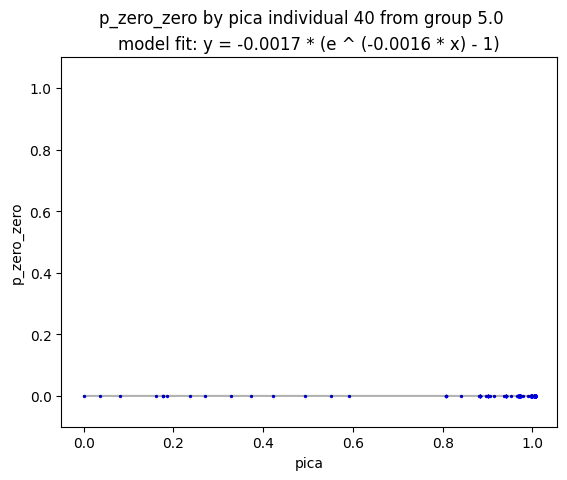 p_zero_zero by pica individual 40 from group 5.0
model fit: y = -0.0017 * (e ^ (-0.0016 * x) - 1)
1.0
0.8
0.6
0.4
0.2
0.0
p_zero_zero
0.0 0.2 0.4 0.6 0.8 1.0
pica